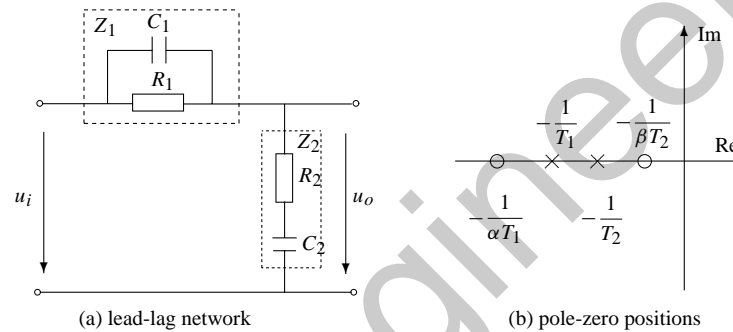 Z₁ C₁
R₁
Z₂
R₂
C₂
uᵢ uₒ
(a) lead-lag network
Im
Re
−1/T₁ −1/βT₂
−1/αT₁ −1/T₂
(b) pole-zero positions